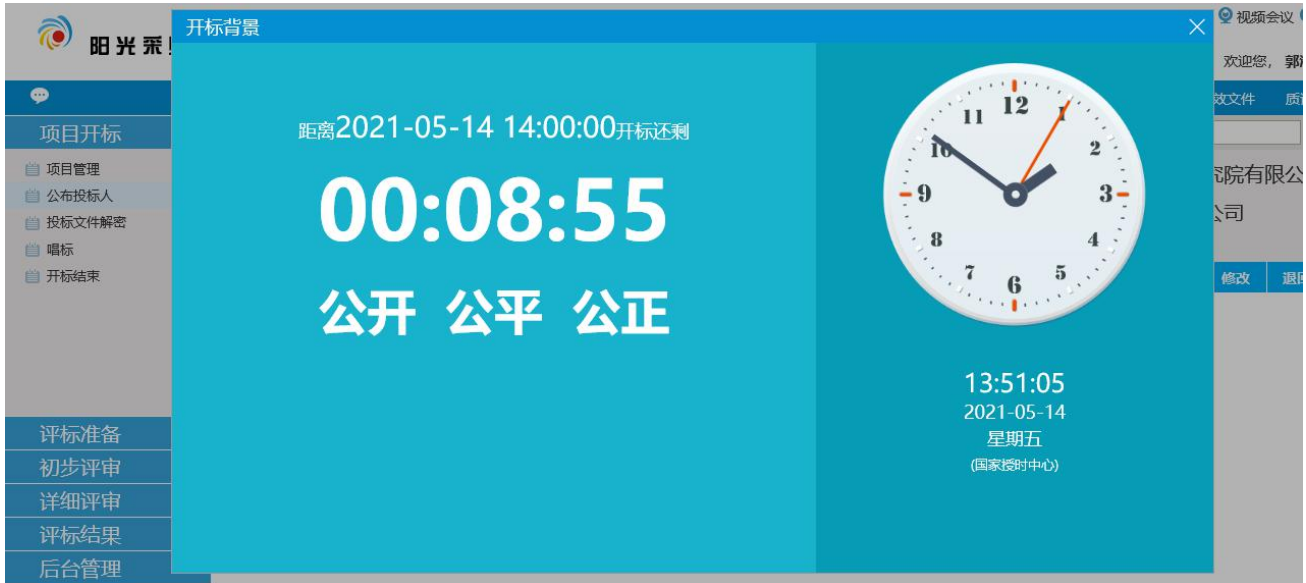 开标背景
视频会议
阳光采
欢迎您,
效文件
项目开标
项目管理
公布投标人
投标文件解密
唱标
开标结束
距离2021-05-14 14:00:00开标还剩
00:08:55
公开 公平 公正
12
1
2
3
4
5
6
7
8
9
10
11
13:51:05
2021-05-14
星期五
(国家授时中心)
究院有限公
公司
修改
评标准备
初步评审
详细评审
评标结果
后台管理